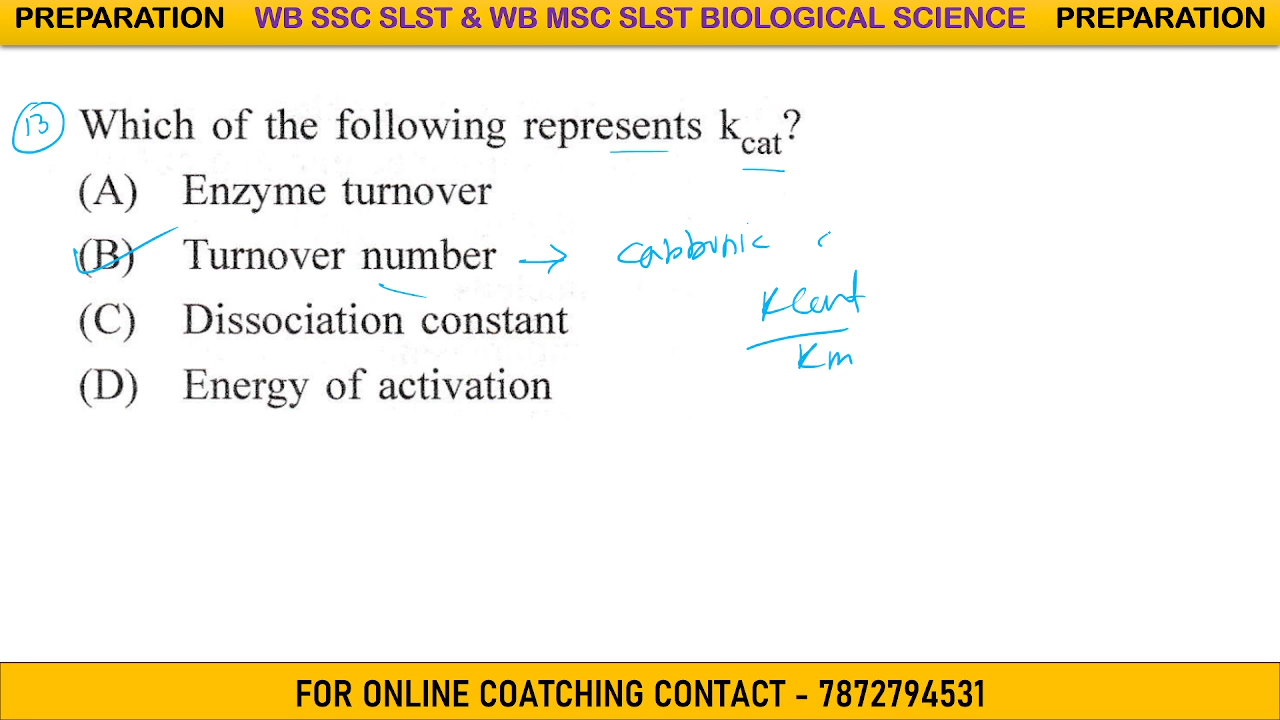 PREPARATION WB SSC SLST & WB MSC SLST BIOLOGICAL SCIENCE PREPARATION
13 Which of the following represents kcat?
(A) Enzyme turnover
(B) Turnover number → carbonic
(C) Dissociation constant
(D) Energy of activation
Kcat
Km
FOR ONLINE COATCHING CONTACT - 7872794531